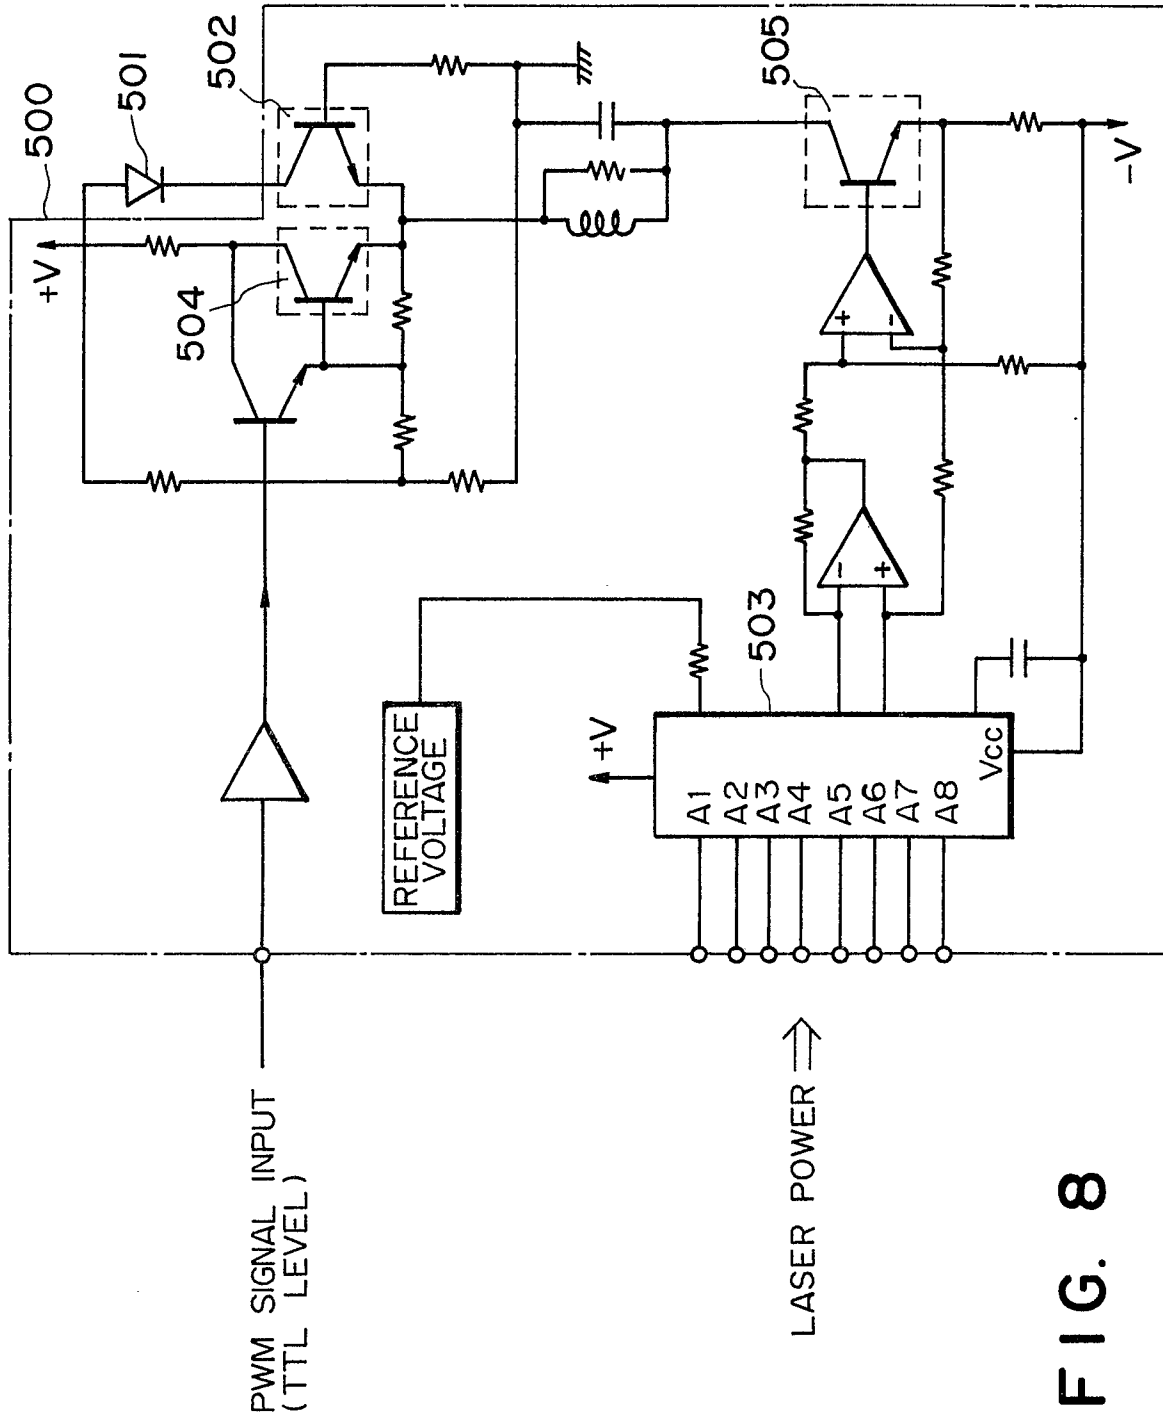 500
501
502
+V
504
505
-V
PWM SIGNAL INPUT
(TTL LEVEL)
REFERENCE
VOLTAGE
503
+V
A1
A2
A3
A4
A5
A6
A7
A8
Vcc
+
-
-
+
LASER POWER
FIG. 8